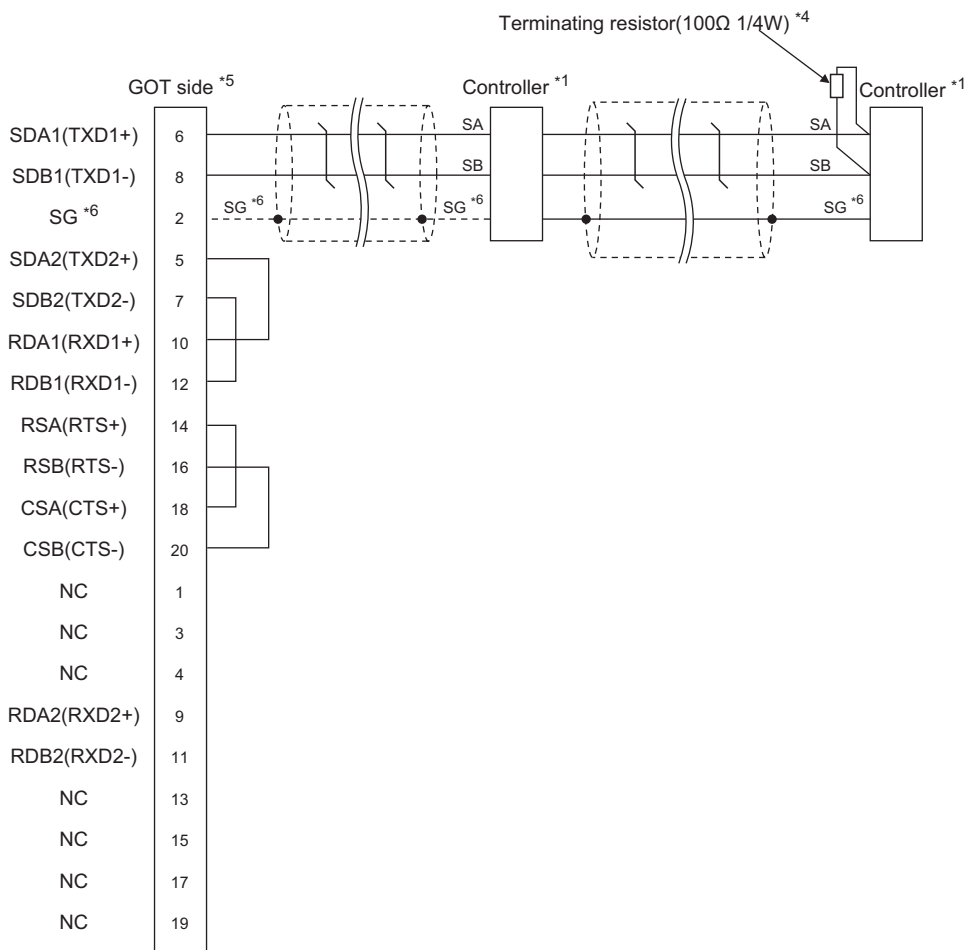 Terminating resistor(100Ω 1/4W) *4
GOT side *5 Controller *1 Controller *1
SDA1(TXD1+) 6 SA SA
SDB1(TXD1-) 8 SB SB
SG *6 2 SG *6 SG *6 SG *6
SDA2(TXD2+) 5
SDB2(TXD2-) 7
RDA1(RXD1+) 10
RDB1(RXD1-) 12
RSA(RTS+) 14
RSB(RTS-) 16
CSA(CTS+) 18
CSB(CTS-) 20
NC 1
NC 3
NC 4
RDA2(RXD2+) 9
RDB2(RXD2-) 11
NC 13
NC 15
NC 17
NC 19